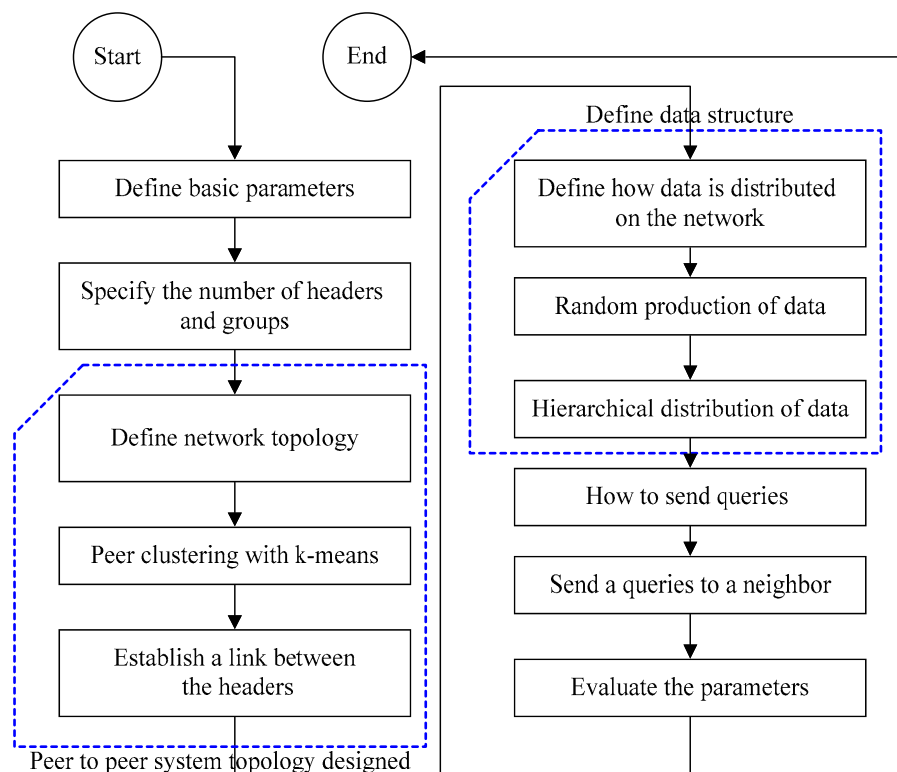 Start
End
Define basic parameters
Specify the number of headers
and groups
Define network topology
Peer clustering with k-means
Establish a link between
the headers
Peer to peer system topology designed
Define data structure
Define how data is distributed
on the network
Random production of data
Hierarchical distribution of data
How to send queries
Send a queries to a neighbor
Evaluate the parameters